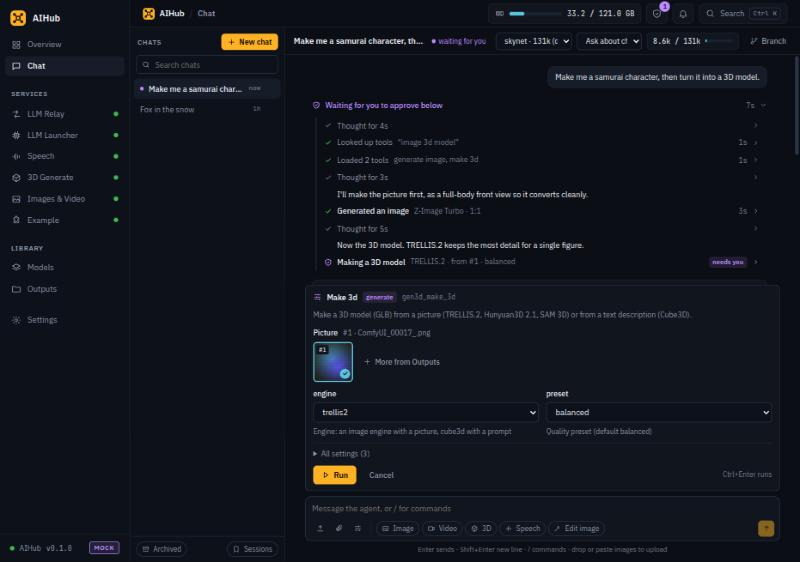 AIHub
Overview
Chat
SERVICES
LLM Relay
LLM Launcher
Speech
3D Generate
Images & Video
Example
LIBRARY
Models
Outputs
Settings
AIHub v0.1.0
MOCK
AIHub / Chat
33.2 / 121.0 GB
1
Search Ctrl K
CHATS
+ New chat
Search chats
Make me a samurai char... now
Fox in the snow 1h
Archived
Sessions
Make me a samurai character, th...
waiting for you
skynet · 131k (c
Ask about cl
8.6k / 131k
Branch
Make me a samurai character, then turn it into a 3D model.
Waiting for you to approve below 7s
Thought for 4s
Looked up tools "image 3d model" 1s
Loaded 2 tools generate image, make 3d 1s
Thought for 3s
I'll make the picture first, as a full-body front view so it converts cleanly.
Generated an image Z-Image Turbo · 1:1 3s
Thought for 5s
Now the 3D model. TRELLIS.2 keeps the most detail for a single figure.
Making a 3D model TRELLIS.2 · from #1 · balanced needs you
Make 3d generate gen3d_make_3d
Make a 3D model (GLB) from a picture (TRELLIS.2, Hunyuan3D 2.1, SAM 3D) or from a text description (Cube3D).
Picture #1 · ComfyUI_00017_.png
#1
+ More from Outputs
engine preset
trellis2 balanced
Engine: an image engine with a picture, cube3d with a prompt Quality preset (default balanced)
All settings (3)
Run Cancel Ctrl+Enter runs
Message the agent, or / for commands
Image Video 3D Speech Edit image
Enter sends · Shift+Enter new line · / commands · drop or paste images to upload